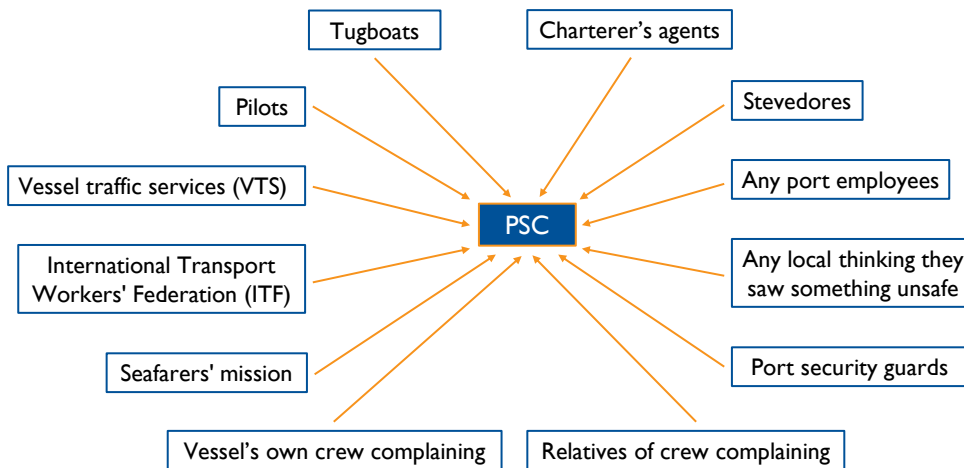 Tugboats
Charterer’s agents
Pilots
Stevedores
Vessel traffic services (VTS)
Any port employees
PSC
International Transport
Workers' Federation (ITF)
Any local thinking they
saw something unsafe
Seafarers' mission
Port security guards
Vessel’s own crew complaining
Relatives of crew complaining